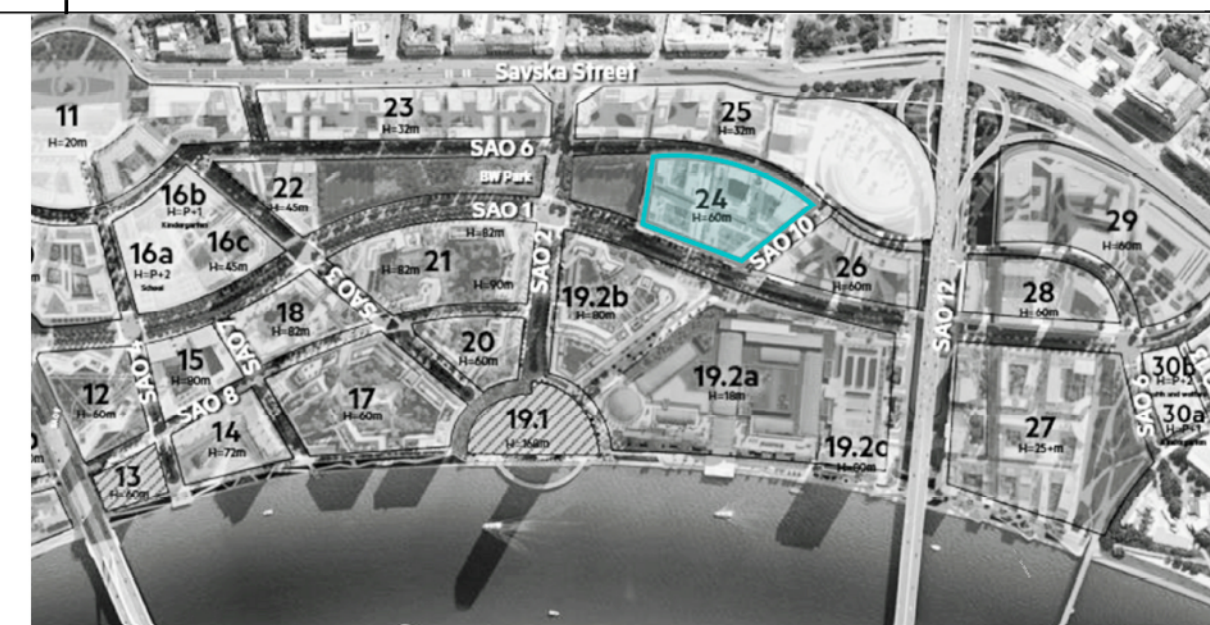 Savska Street
11
H=20m
23
H=32m
25
H=32m
SAO 6
BW Park
22
H=45m
SAO 1
24
H=60m
16b
H=P+1
Kindergarten
16a
H=P+2
School
16c
H=45m
H=82m
21
H=82m
H=90m
SAO 2
SAO 10
29
H=60m
26
H=60m
28
H=60m
19.2b
H=80m
SAO 3
18
H=82m
20
H=60m
SAO 12
15
H=80m
SAO 7
SAO 4
SAO 8
12
H=60m
17
H=60m
14
H=72m
13
H=60m
19.1
H=168m
19.2a
H=18m
19.2c
H=80m
27
H=25+m
SAO 6
30b
H=P+2
30a
H=P+1
Kindergarten